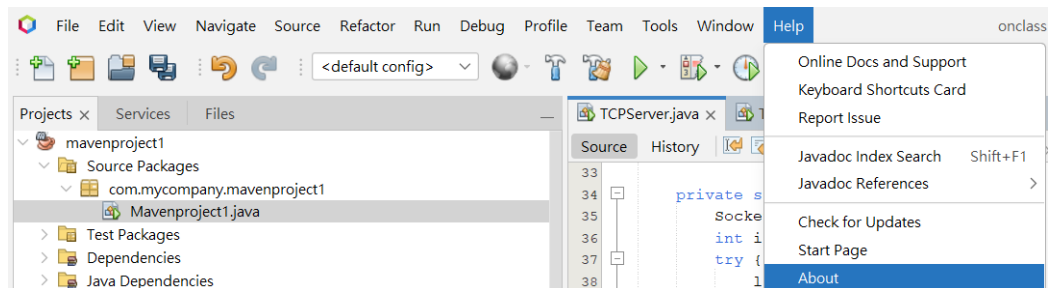 File Edit View Navigate Source Refactor Run Debug Profile Team Tools Window Help onclass
<default config>
Projects Services Files
mavenproject1
Source Packages
com.mycompany.mavenproject1
Mavenproject1.java
Test Packages
Dependencies
Java Dependencies
TCPServer.java
Source History
33
34 private s
35 Socke
36 int i
37 try {
38
Online Docs and Support
Keyboard Shortcuts Card
Report Issue
Javadoc Index Search Shift+F1
Javadoc References
Check for Updates
Start Page
About